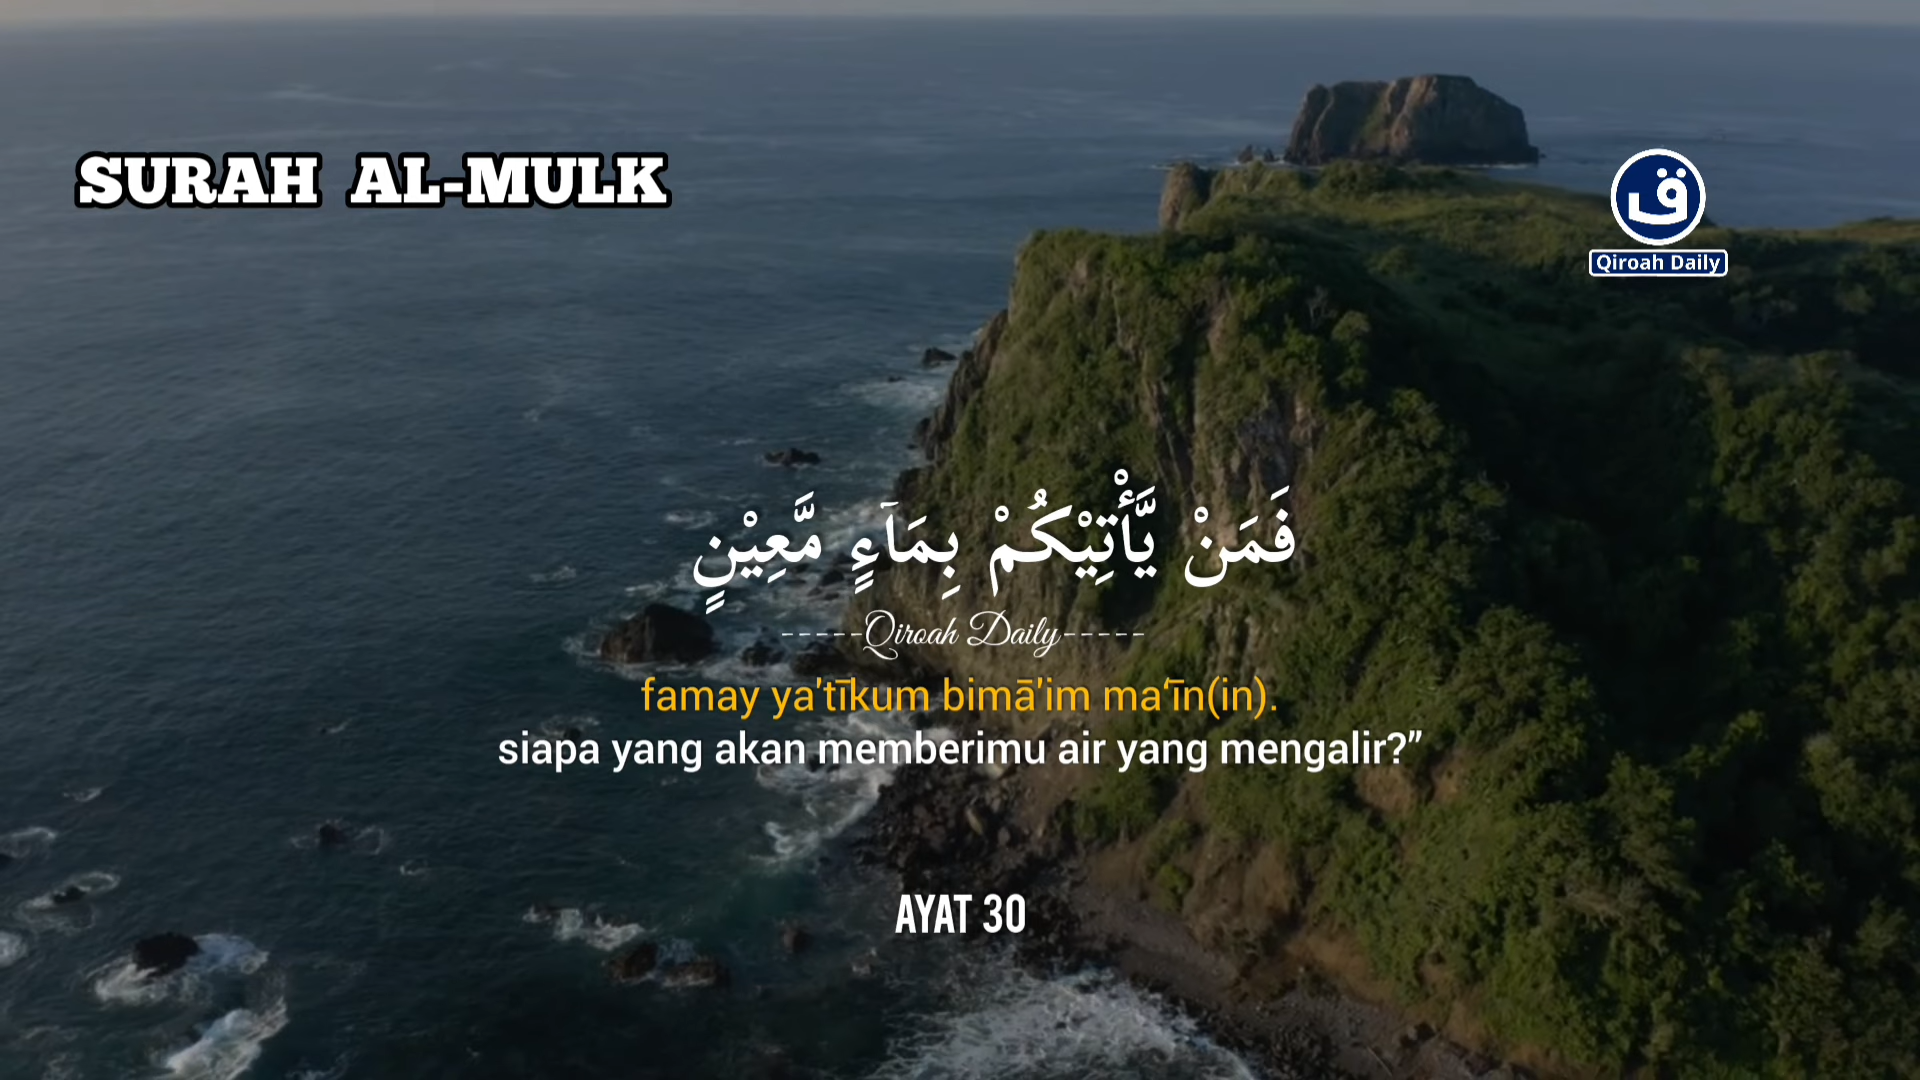 SURAH AL-MULK
ق
Qiroah Daily
فَمَنْ يَّأْتِيْكُمْ بِمَاۤءٍ مَّعِيْنٍ
-----Qiroah Daily-----
famay ya'tīkum bimā'im ma‘īn(in).
siapa yang akan memberimu air yang mengalir?”
AYAT 30